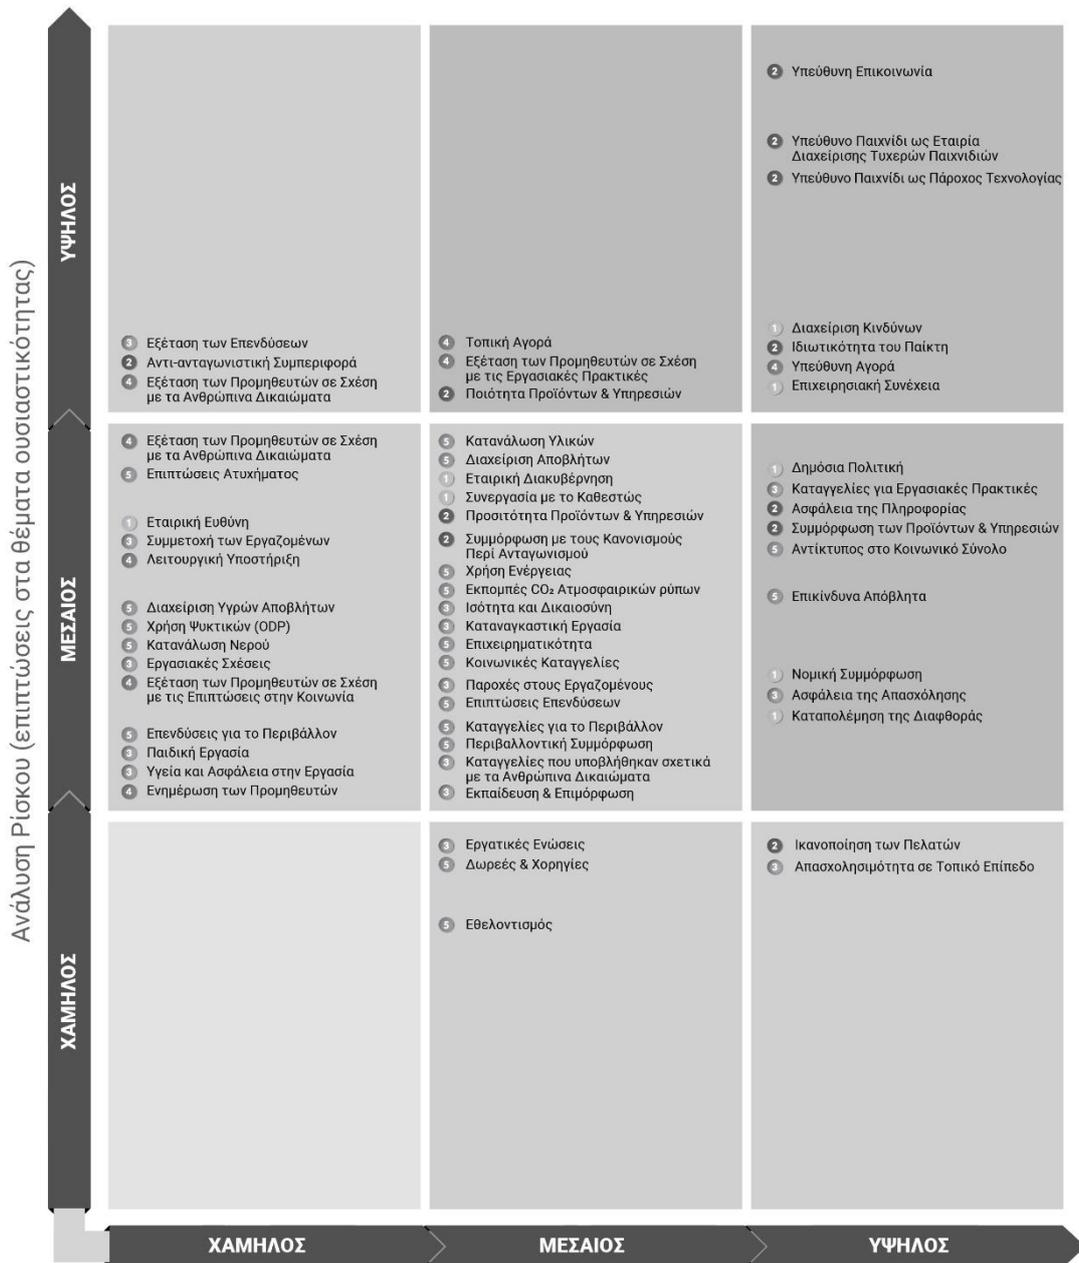 Ανάλυση Ρίσκου (επιπτώσεις στα θέματα ουσιαστικότητας)
ΥΨΗΛΟΣ
3 Εξέταση των Επενδύσεων
2 Αντι-ανταγωνιστική Συμπεριφορά
4 Εξέταση των Προμηθευτών σε Σχέση
με τα Ανθρώπινα Δικαιώματα
4 Τοπική Αγορά
4 Εξέταση των Προμηθευτών σε Σχέση
με τις Εργασιακές Πρακτικές
2 Ποιότητα Προϊόντων & Υπηρεσιών
2 Υπεύθυνη Επικοινωνία
2 Υπεύθυνο Παιχνίδι ως Εταιρία
Διαχείρισης Τυχερών Παιχνιδιών
2 Υπεύθυνο Παιχνίδι ως Πάροχος Τεχνολογίας
1 Διαχείριση Κινδύνων
2 Ιδιωτικότητα του Παίκτη
4 Υπεύθυνη Αγορά
1 Επιχειρησιακή Συνέχεια
ΜΕΣΑΙΟΣ
4 Εξέταση των Προμηθευτών σε Σχέση
με τα Ανθρώπινα Δικαιώματα
5 Επιπτώσεις Ατυχήματος
1 Εταιρική Ευθύνη
3 Συμμετοχή των Εργαζομένων
4 Λειτουργική Υποστήριξη
5 Διαχείριση Υγρών Αποβλήτων
5 Χρήση Ψυκτικών (ODP)
5 Κατανάλωση Νερού
3 Εργασιακές Σχέσεις
4 Εξέταση των Προμηθευτών σε Σχέση
με τις Επιπτώσεις στην Κοινωνία
5 Επενδύσεις για το Περιβάλλον
3 Παιδική Εργασία
3 Υγεία και Ασφάλεια στην Εργασία
4 Ενημέρωση των Προμηθευτών
5 Κατανάλωση Υλικών
5 Διαχείριση Αποβλήτων
1 Εταιρική Διακυβέρνηση
1 Συνεργασία με το Καθεστώς
2 Προσιτότητα Προϊόντων & Υπηρεσιών
2 Συμμόρφωση με τους Κανονισμούς
Περί Ανταγωνισμού
5 Χρήση Ενέργειας
5 Εκπομπές CO₂ Ατμοσφαιρικών ρύπων
3 Ισότητα και Δικαιοσύνη
3 Καταναγκαστική Εργασία
5 Επιχειρηματικότητα
5 Κοινωνικές Καταγγελίες
3 Παροχές στους Εργαζομένους
5 Επιπτώσεις Επενδύσεων
5 Καταγγελίες για το Περιβάλλον
5 Περιβαλλοντική Συμμόρφωση
3 Καταγγελίες που υποβλήθηκαν σχετικά
με τα Ανθρώπινα Δικαιώματα
3 Εκπαίδευση & Επιμόρφωση
1 Δημόσια Πολιτική
3 Καταγγελίες για Εργασιακές Πρακτικές
2 Ασφάλεια της Πληροφορίας
2 Συμμόρφωση των Προϊόντων & Υπηρεσιών
5 Αντίκτυπος στο Κοινωνικό Σύνολο
5 Επικίνδυνα Απόβλητα
1 Νομική Συμμόρφωση
3 Ασφάλεια της Απασχόλησης
1 Καταπολέμηση της Διαφθοράς
ΧΑΜΗΛΟΣ
3 Εργατικές Ενώσεις
5 Δωρεές & Χορηγίες
5 Εθελοντισμός
2 Ικανοποίηση των Πελατών
3 Απασχολησιμότητα σε Τοπικό Επίπεδο
ΧΑΜΗΛΟΣ
ΜΕΣΑΙΟΣ
ΥΨΗΛΟΣ